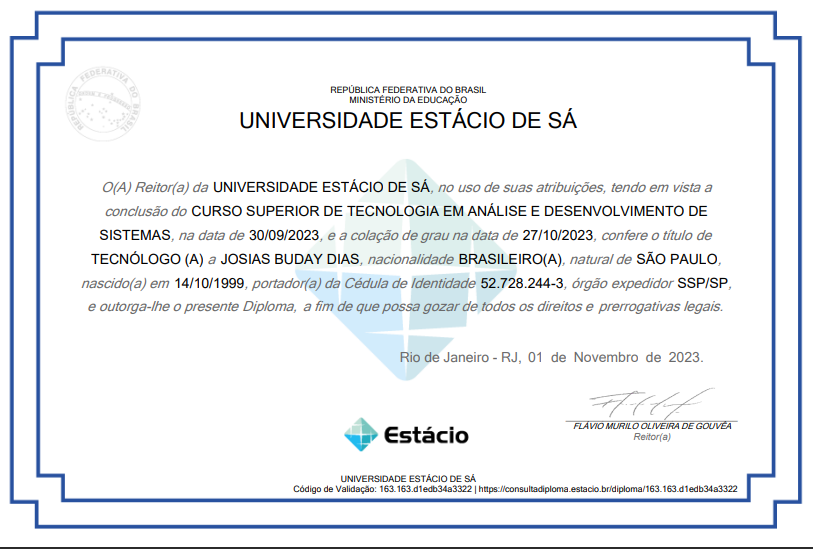 REPÚBLICA FEDERATIVA DO BRASIL
REPÚBLICA FEDERATIVA DO BRASIL
MINISTÉRIO DA EDUCAÇÃO
UNIVERSIDADE ESTÁCIO DE SÁ
O(A) Reitor(a) da UNIVERSIDADE ESTÁCIO DE SÁ, no uso de suas atribuições, tendo em vista a
conclusão do CURSO SUPERIOR DE TECNOLOGIA EM ANÁLISE E DESENVOLVIMENTO DE
SISTEMAS, na data de 30/09/2023, e a colação de grau na data de 27/10/2023, confere o título de
TECNÓLOGO (A) a JOSIAS BUDAY DIAS, nacionalidade BRASILEIRO(A), natural de SÃO PAULO,
nascido(a) em 14/10/1999, portador(a) da Cédula de Identidade 52.728.244-3, órgão expedidor SSP/SP,
e outorga-lhe o presente Diploma, a fim de que possa gozar de todos os direitos e prerrogativas legais.
Rio de Janeiro - RJ, 01 de Novembro de 2023.
Estácio
FLÁVIO MURILO OLIVEIRA DE GOUVÊA
Reitor(a)
UNIVERSIDADE ESTÁCIO DE SÁ
Código de Validação: 163.163.d1edb34a3322 | https://consultadiploma.estacio.br/diploma/163.163.d1edb34a3322